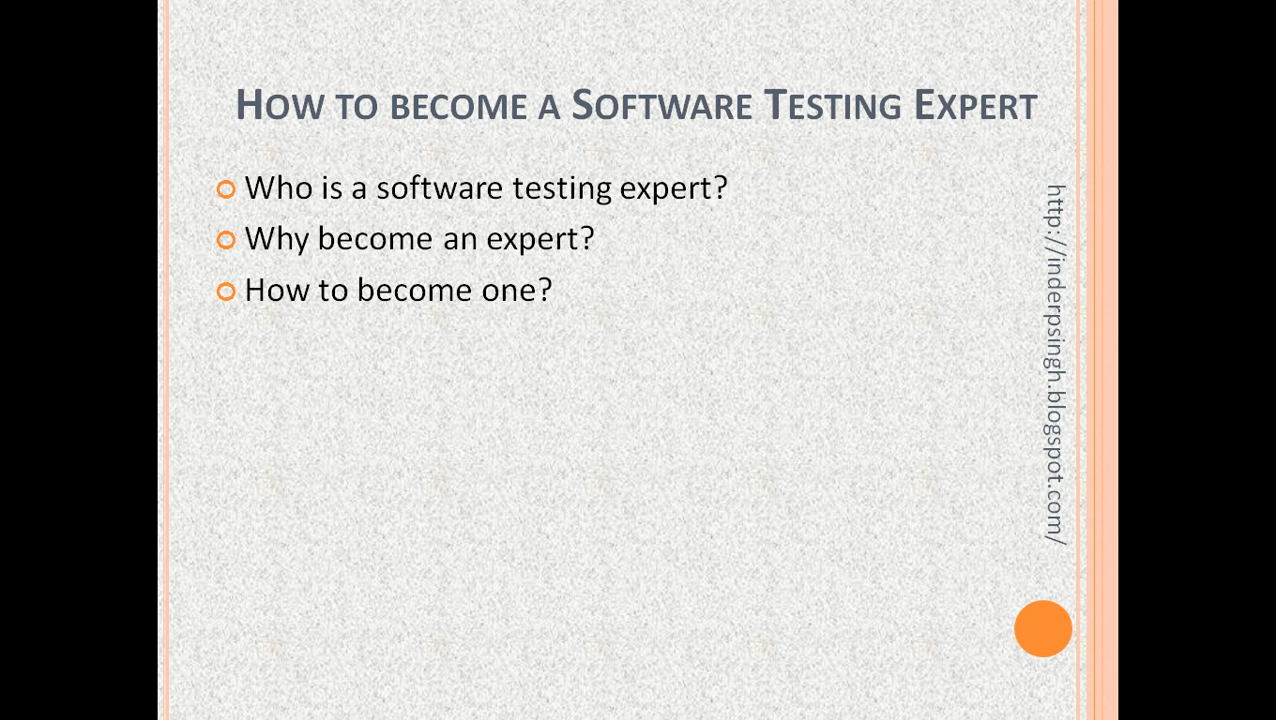 How to become a Software Testing Expert
Who is a software testing expert?
Why become an expert?
How to become one?
http://inderpsingh.blogspot.com/